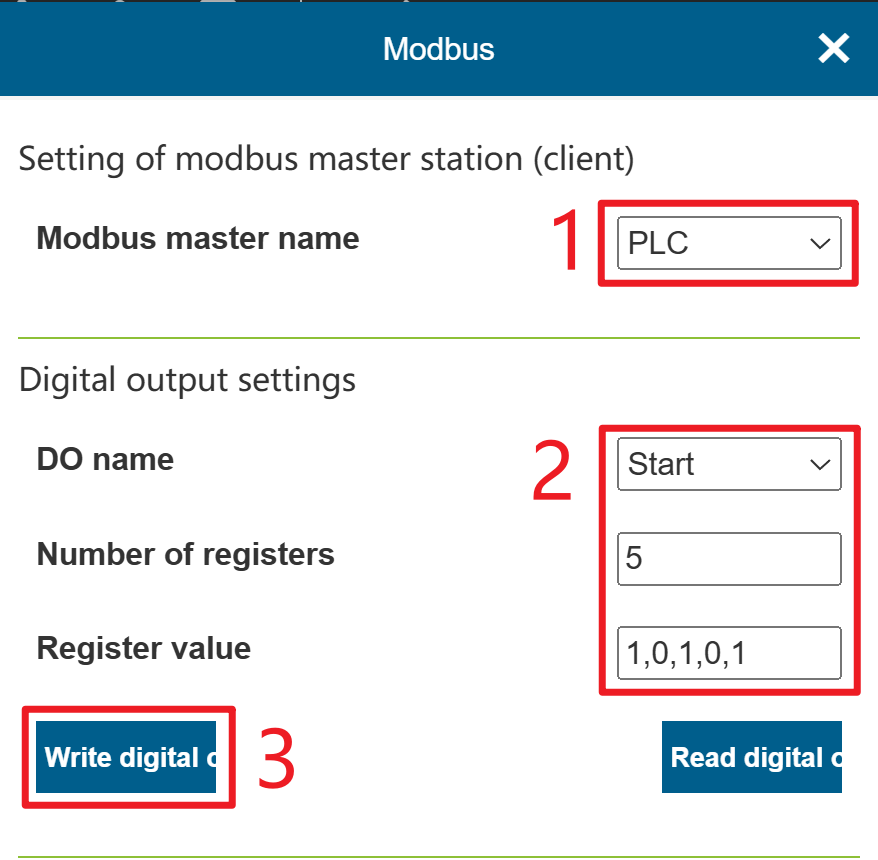 Modbus
Setting of modbus master station (client)
Modbus master name
1
PLC
Digital output settings
DO name
2
Start
Number of registers
5
Register value
1,0,1,0,1
Write digital
3
Read digital